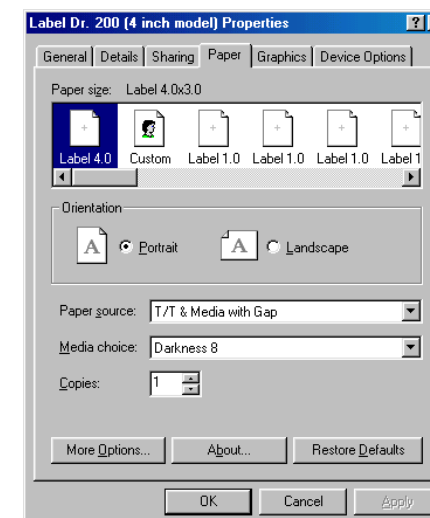 Label Dr. 200 (4 inch model) Properties ?
General Details Sharing Paper Graphics Device Options
Paper size: Label 4.0x3.0
Label 4.0 Custom Label 1.0 Label 1.0 Label 1.0 Label 1
Orientation
A Portrait A Landscape
Paper source: T/T & Media with Gap
Media choice: Darkness 8
Copies: 1
More Options... About... Restore Defaults
OK Cancel Apply